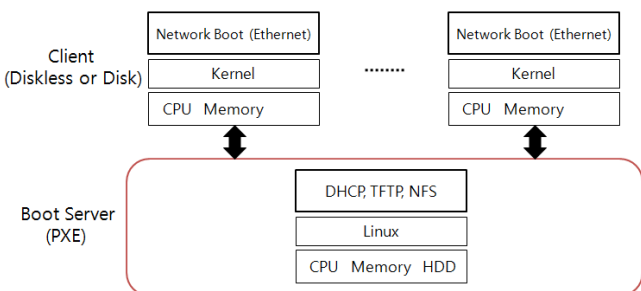 Client
(Diskless or Disk)
Network Boot (Ethernet)
Kernel
CPU Memory
........
Network Boot (Ethernet)
Kernel
CPU Memory
Boot Server
(PXE)
DHCP, TFTP, NFS
Linux
CPU Memory HDD